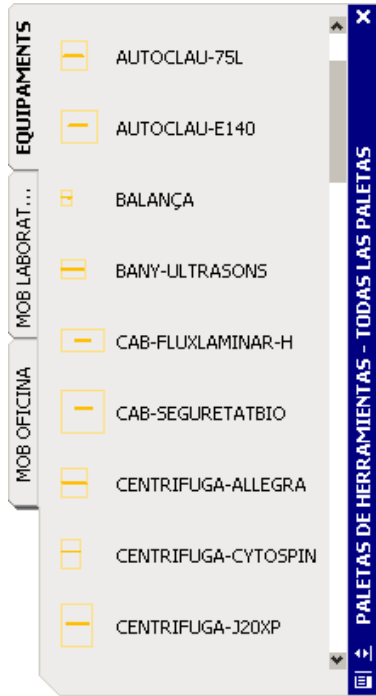 EQUIPAMENTS
MOB LABORAT...
MOB OFICINA
AUTOCLAU-75L
AUTOCLAU-E140
BALANÇA
BANY-ULTRASONS
CAB-FLUXLAMINAR-H
CAB-SEGURETATBIO
CENTRIFUGA-ALLEGRA
CENTRIFUGA-CYTOSPIN
CENTRIFUGA-J20XP
PALETAS DE HERRAMIENTAS - TODAS LAS PALETAS